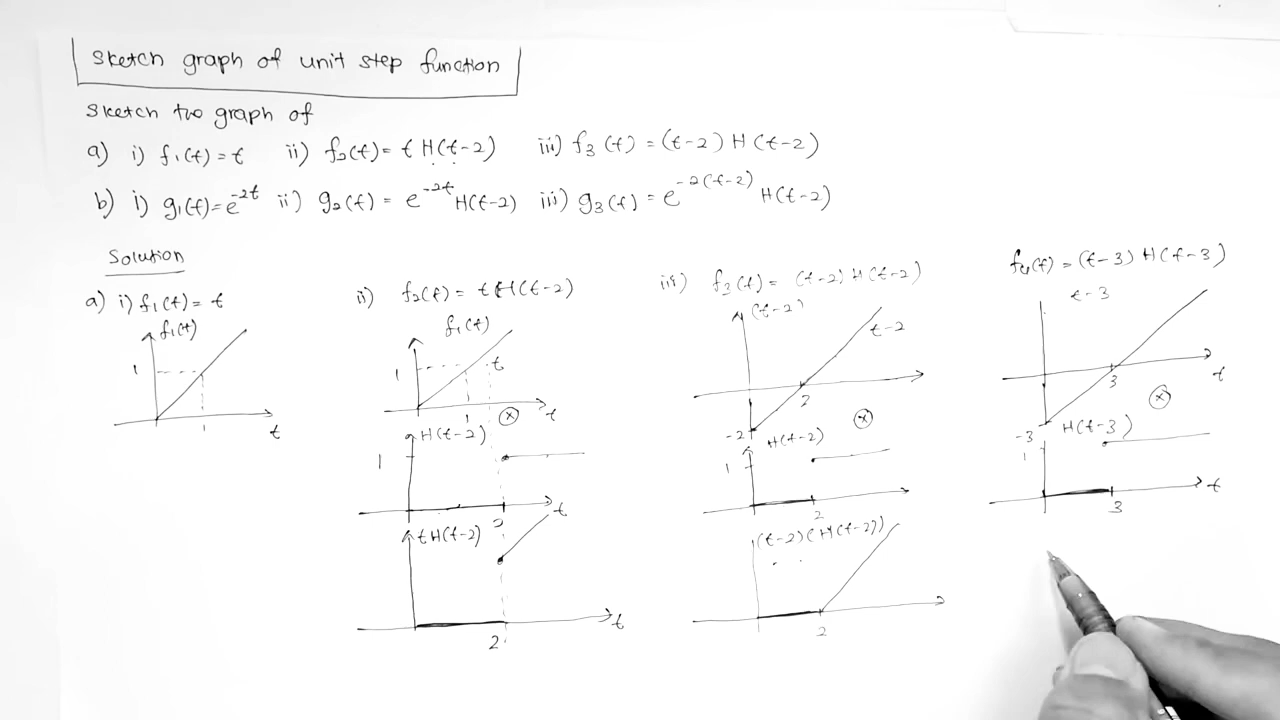 Sketch graph of unit step function
Sketch the graph of
a) i) f₁(t)=t ii) f₂(t)= t H(t-2) iii) f₃(t) = (t-2) H(t-2)
b) i) g₁(t)=e^-2t ii) g₂(t) = e^-2t H(t-2) iii) g₃(t) = e^-2(t-2) H(t-2)
Solution
a) i) f₁(t) = t
f₁(t)
1
1
t
ii) f₂(t) = t H(t-2)
f₁(t)
t
1
1
t
ⓧ
H(t-2)
1
2
t
t H(t-2)
2
t
iii) f₃(t) = (t-2) H(t-2)
(t-2)
t-2
2
-2
ⓧ
H(t-2)
1
2
(t-2)(H(t-2))
2
f₄(t) = (t-3) H(t-3)
t-3
3
t
-3
ⓧ
H(t-3)
1
3
t